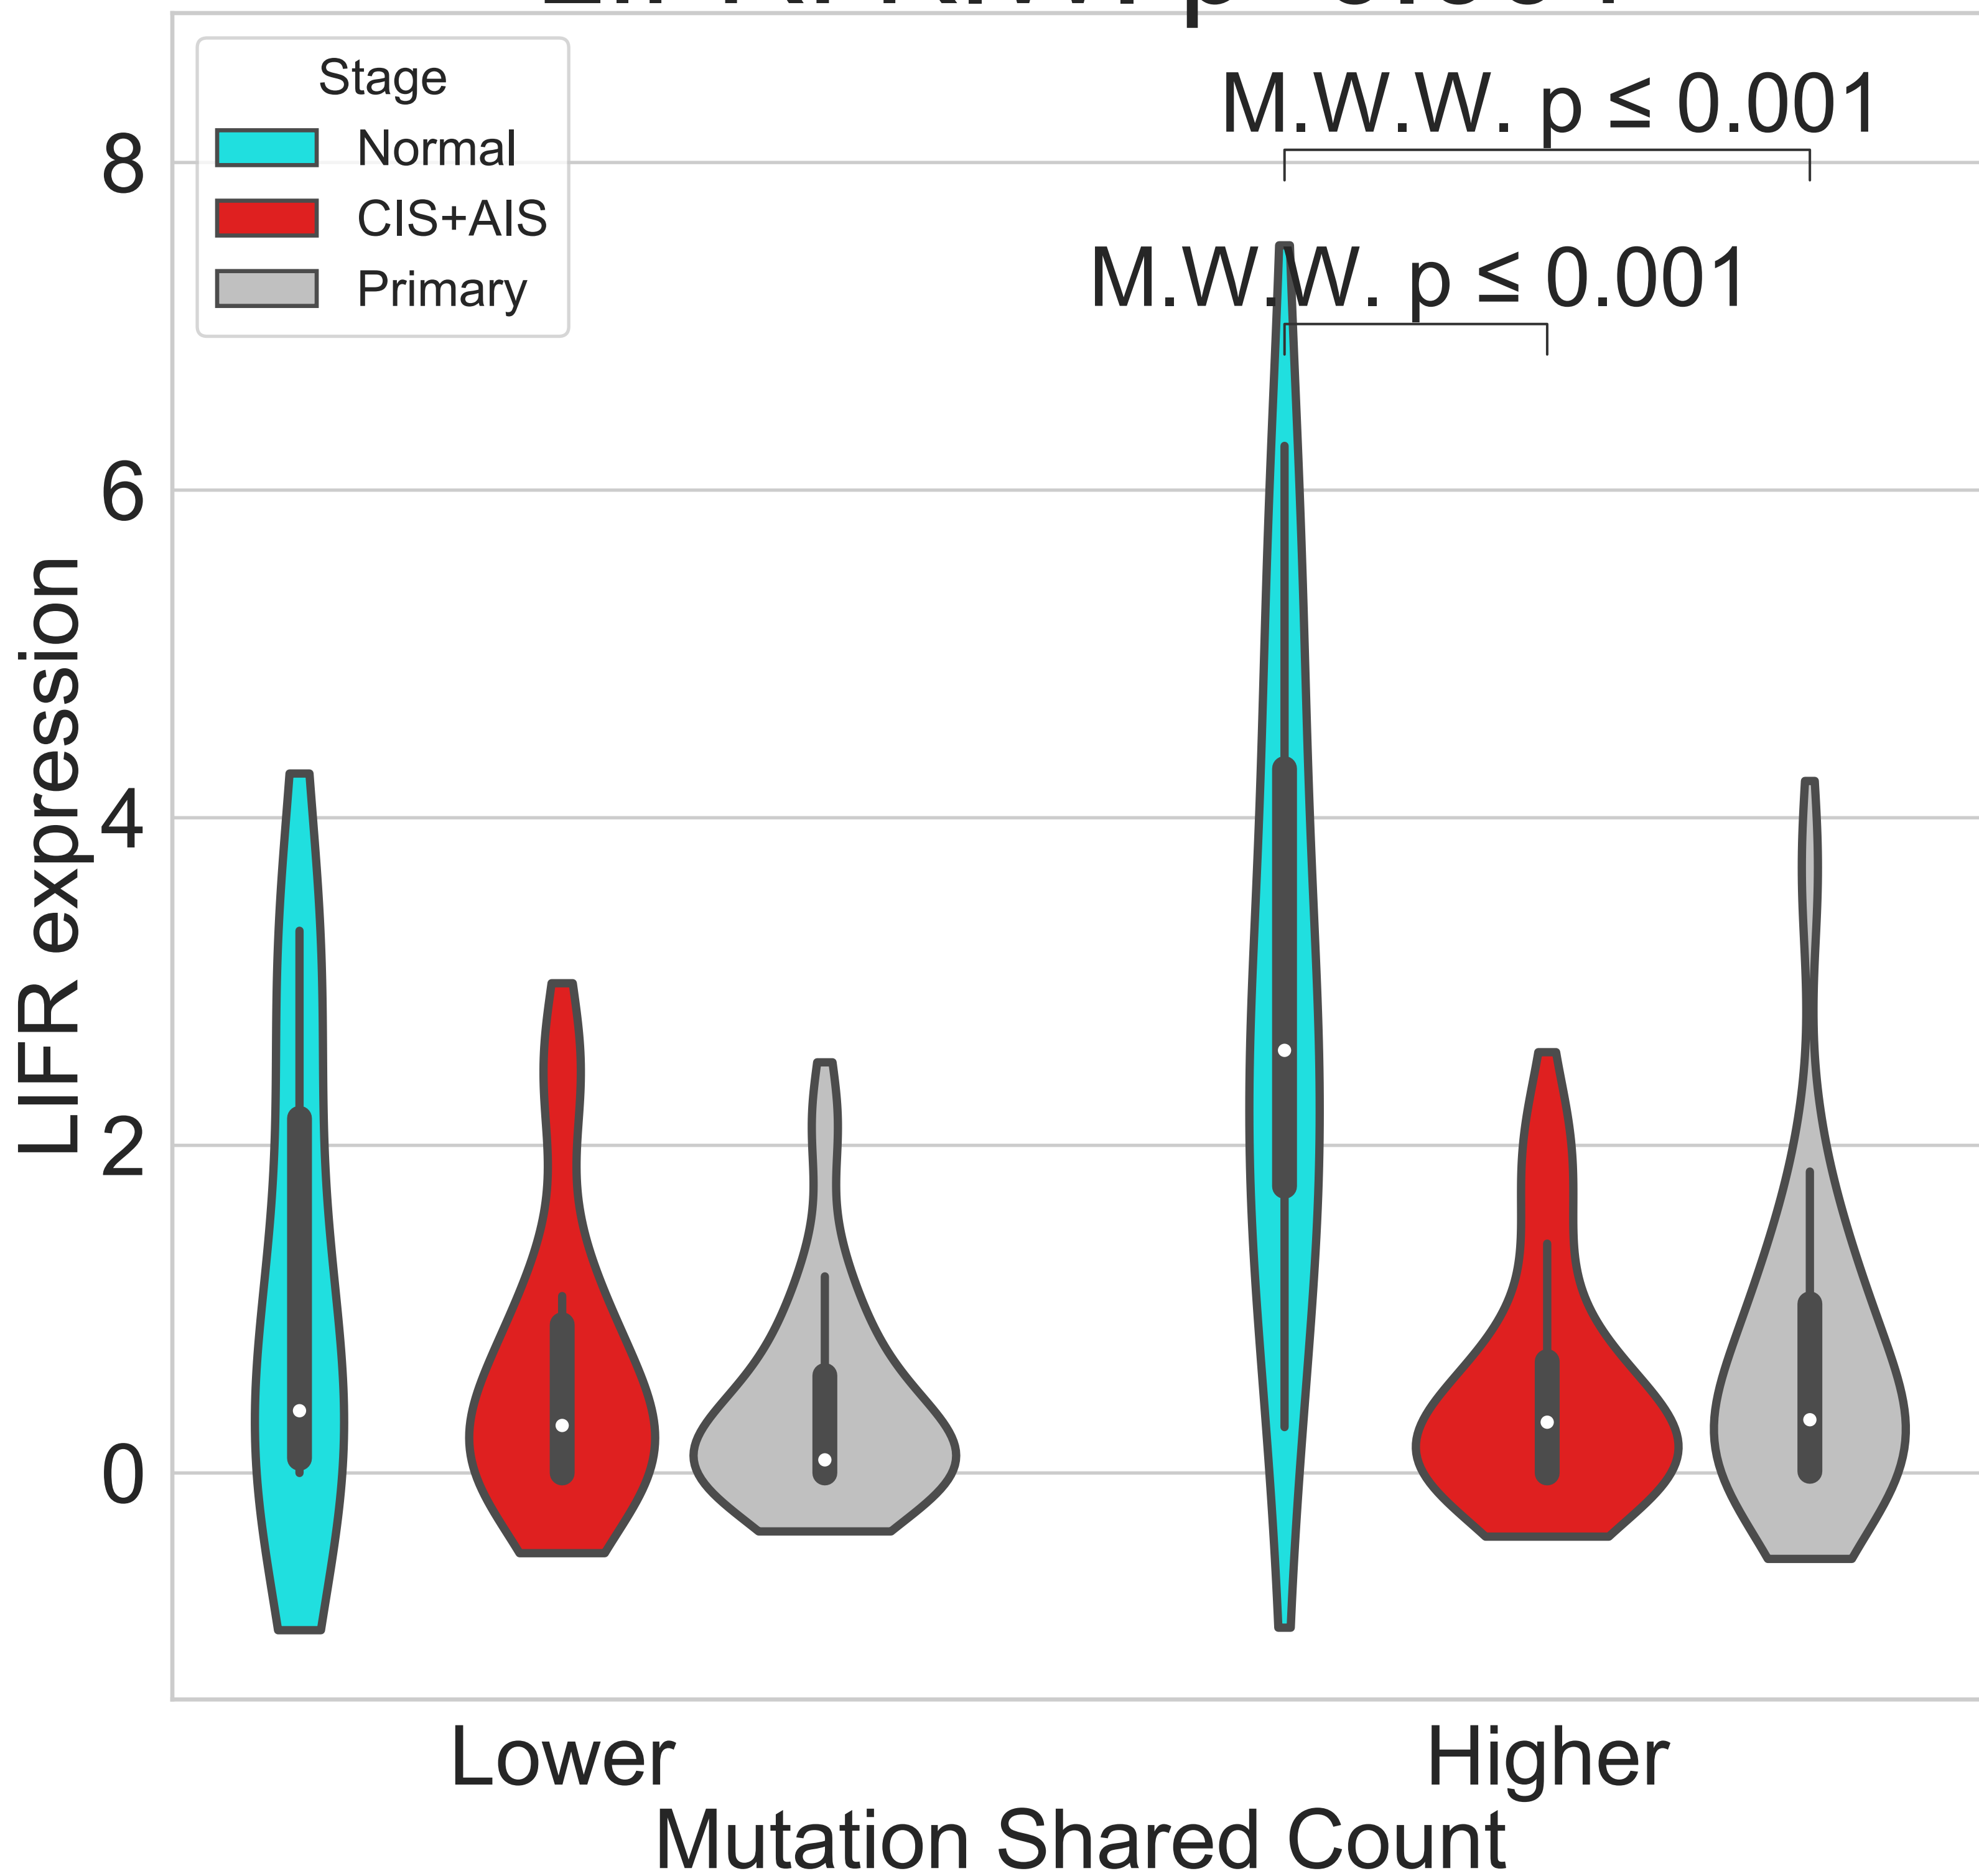 Stage
Normal
CIS+AIS
Primary
M.W.W. p ≤ 0.001
M.W.W. p ≤ 0.001
8
6
4
2
0
LIFR expression
Lower
Higher
Mutation Shared Count